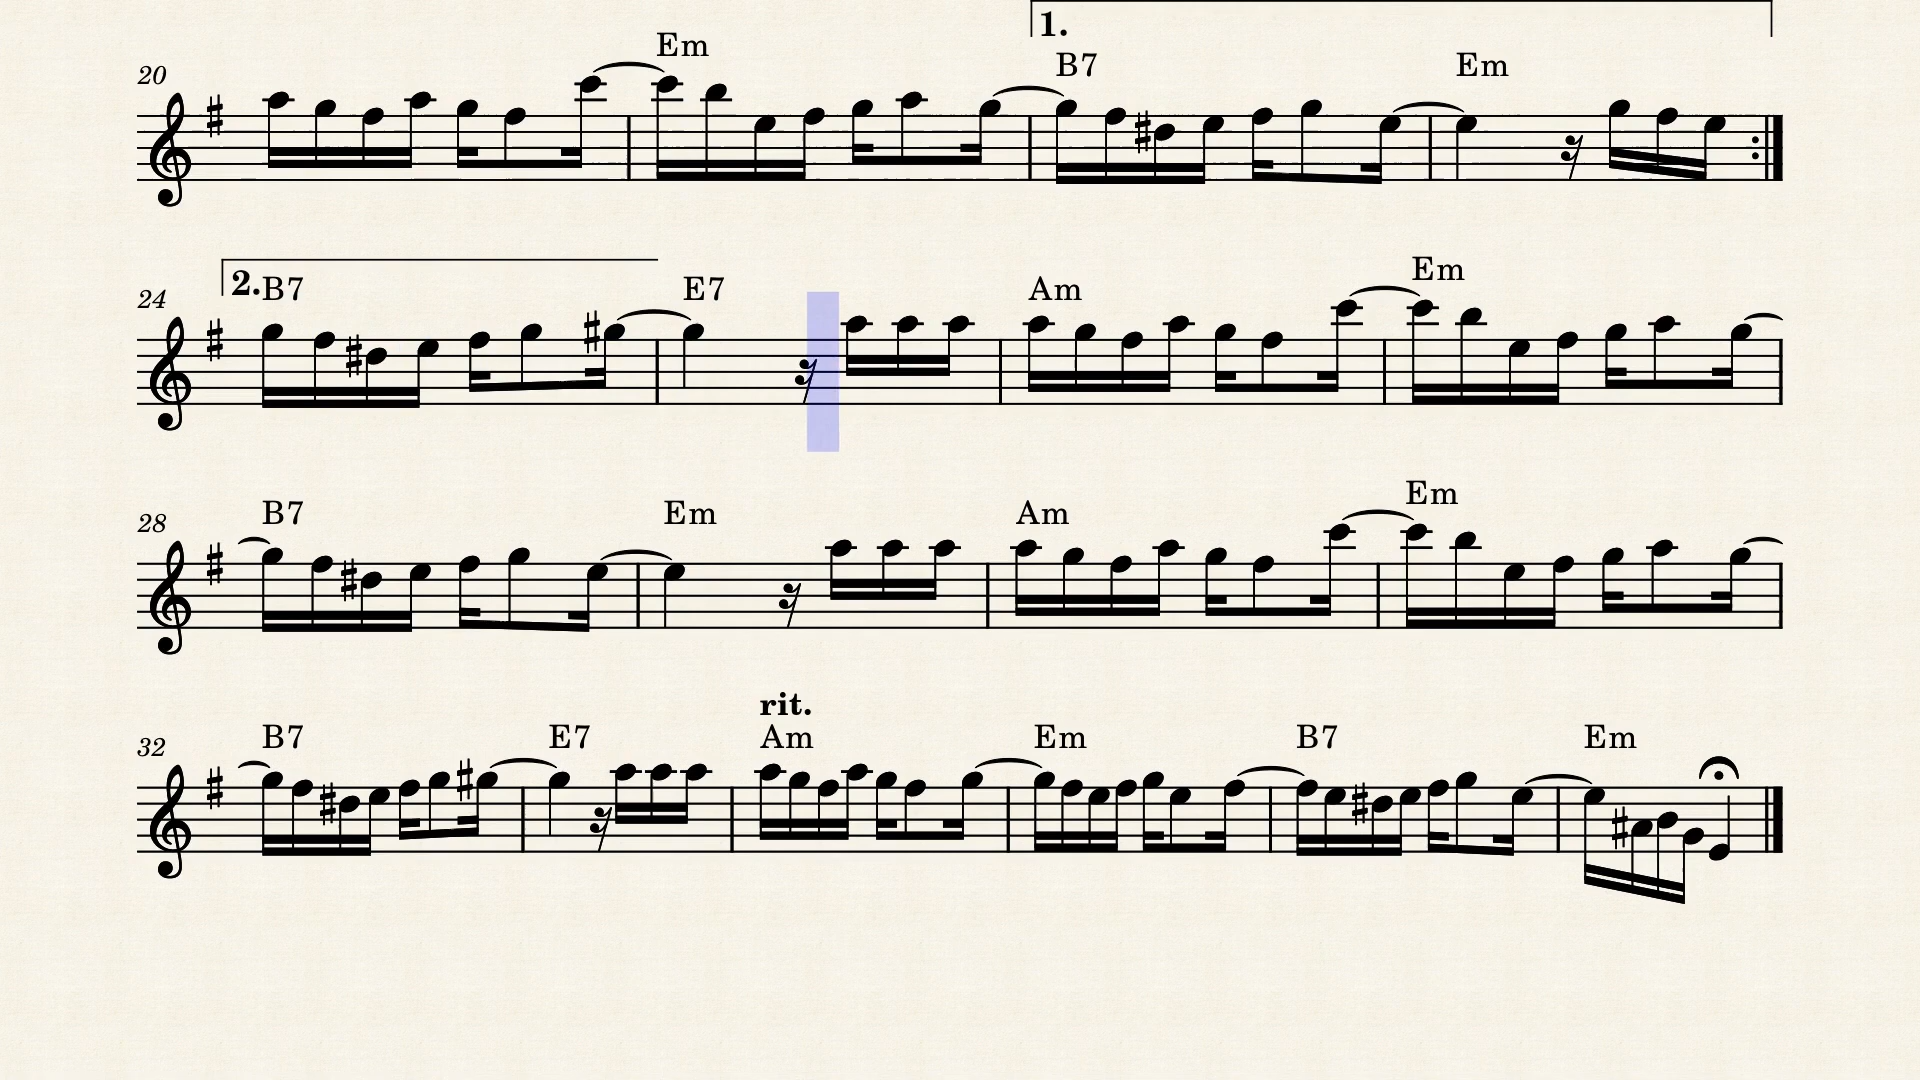 1.
20 Em B7 Em
2.
24 B7 E7 Am Em
28 B7 Em Am Em
rit.
32 B7 E7 Am Em B7 Em